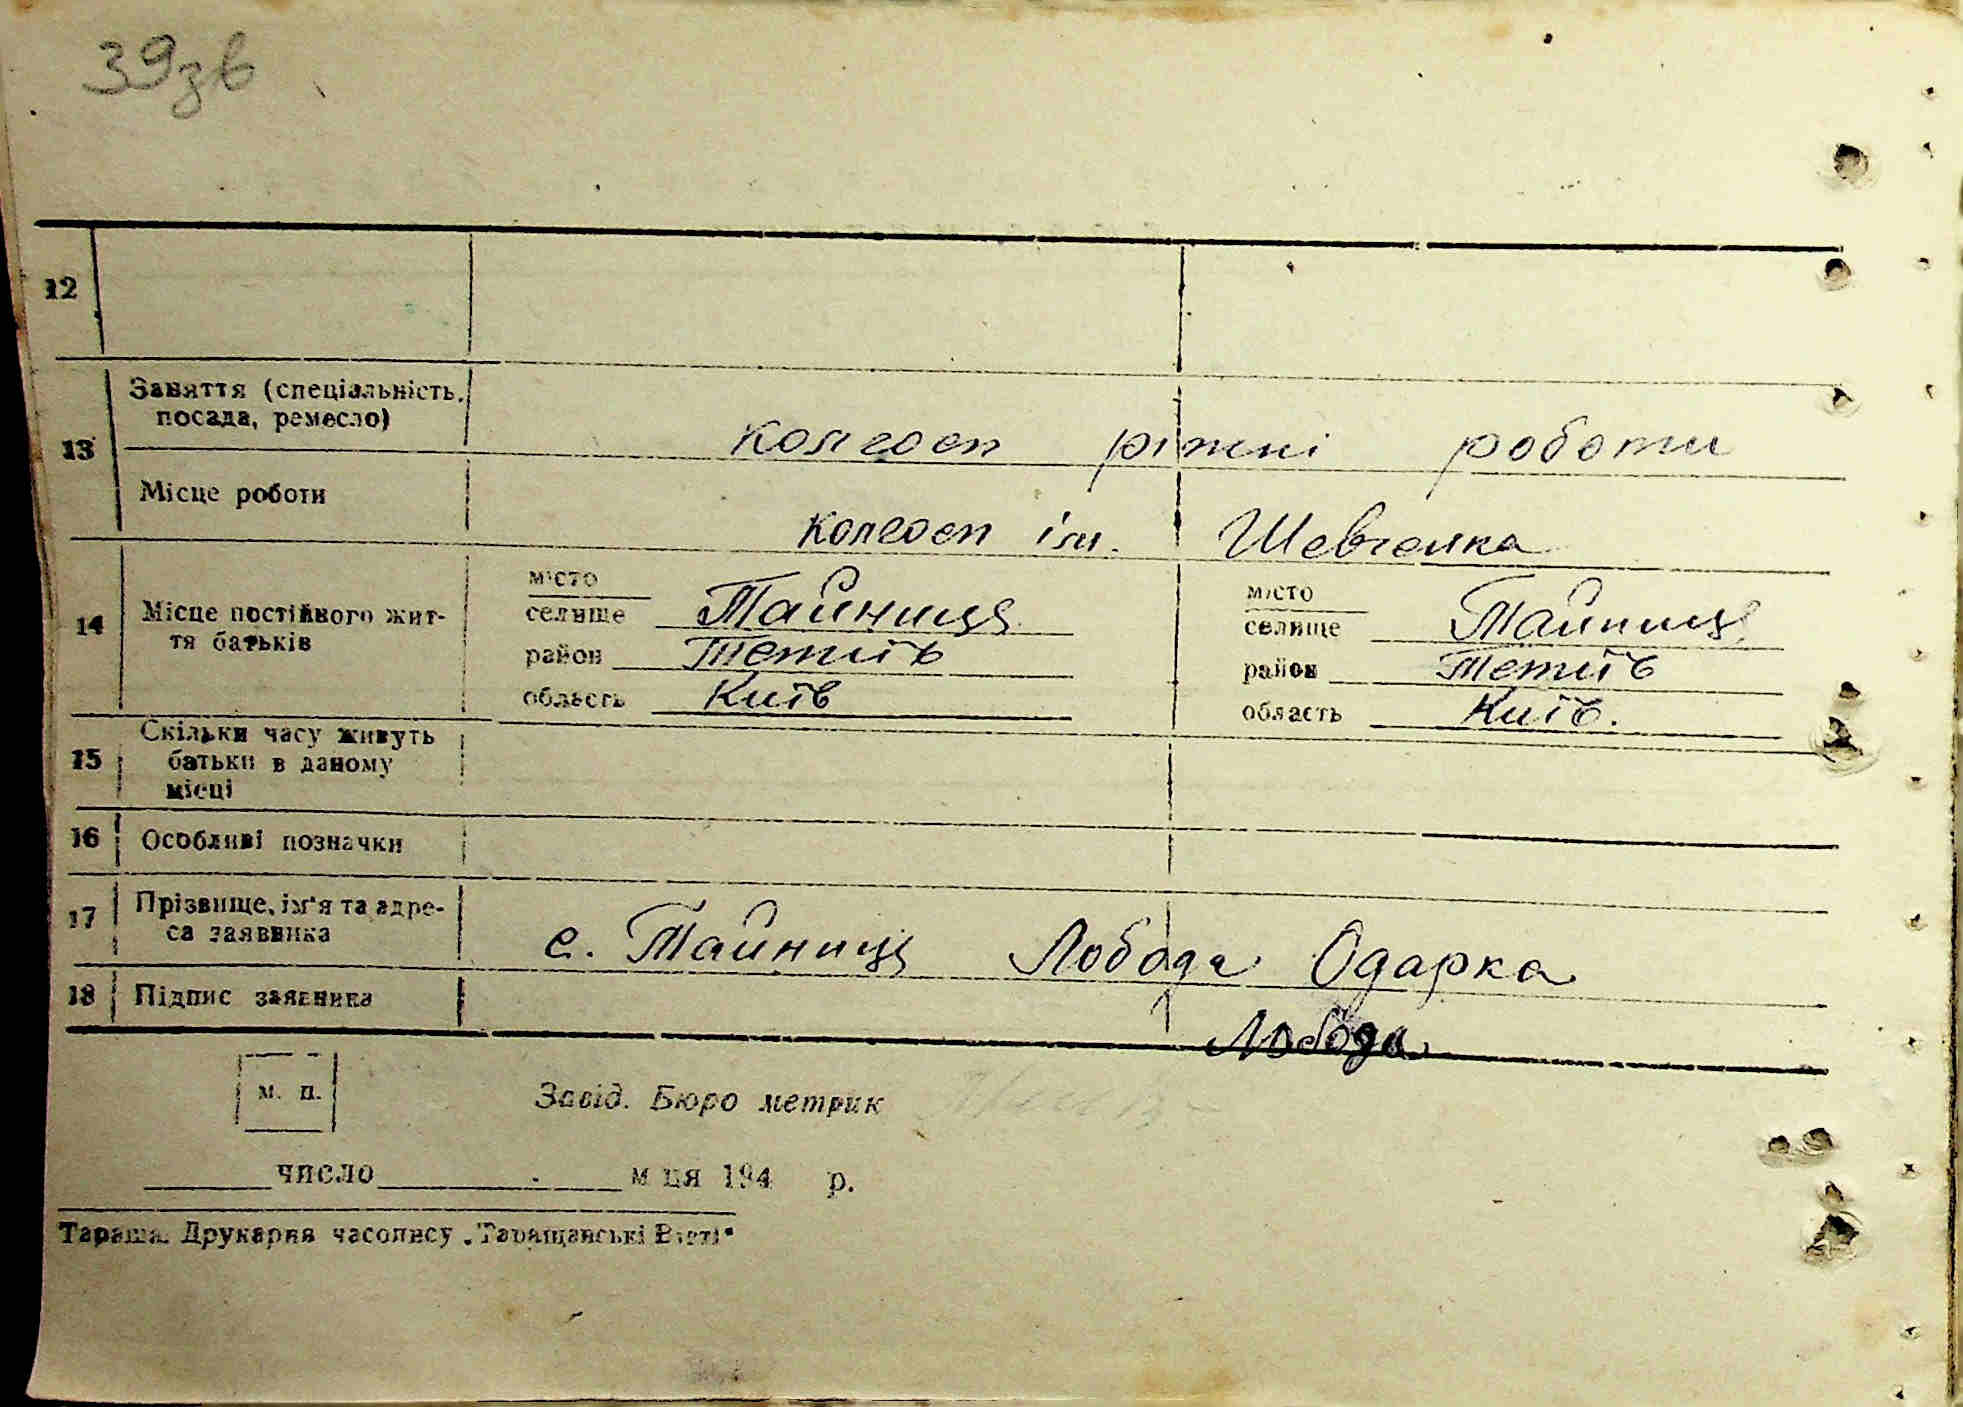 39зв
12
13 Заняття (спеціальність, посада, ремесло) колгосп ріжні роботи
Місце роботи колгосп ім. Шевченка
14 Місце постійного життя батьків
місто місто
селище Тайниця селище Тайниця
район Тетиїв район Тетиїв
область Київ область Київ.
15 Скільки часу живуть батьки в даному місці
16 Особливі позначки
17 Прізвище, ім'я та адреса заявника с. Тайниця Лобода Одарка
18 Підпис заявника Лобода
м. п. Завід. Бюро метрик
число м ця 194 р.
Тараща. Друкарня часопису „Таращанські Вісті“